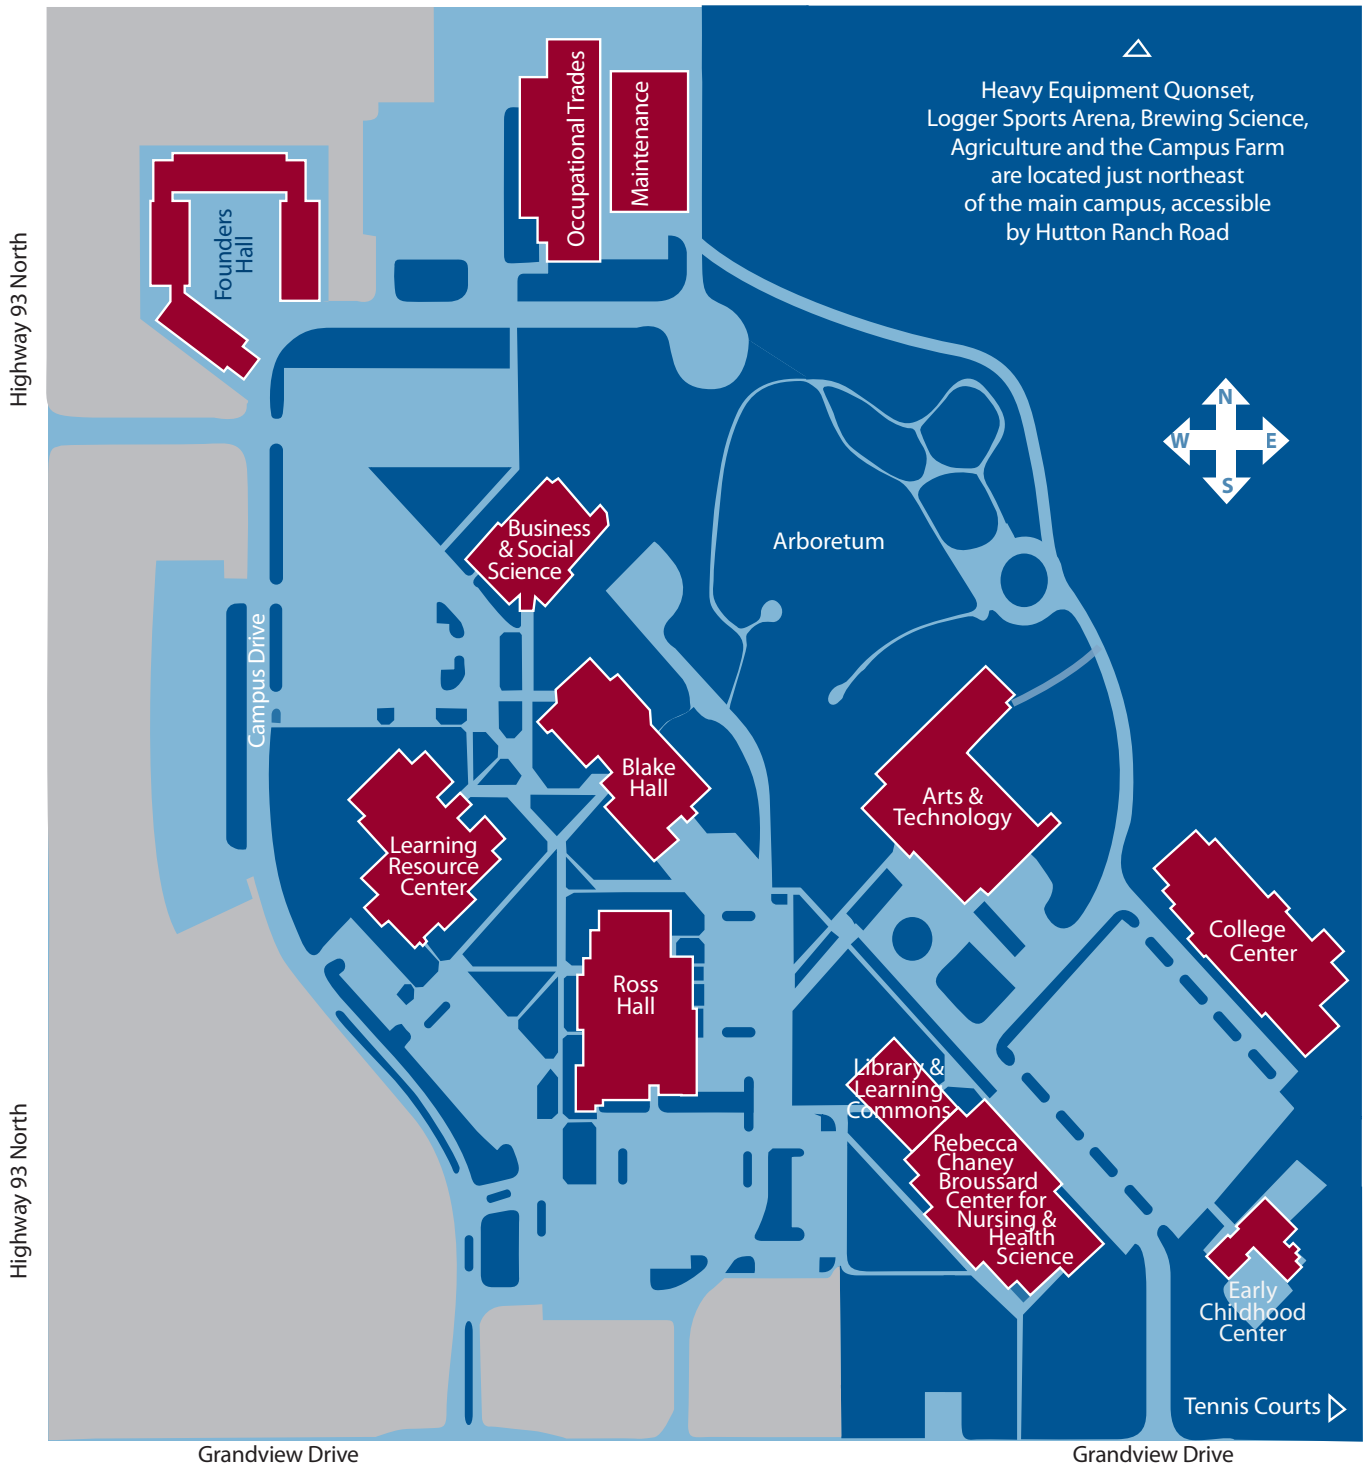 Heavy Equipment Quonset,
Logger Sports Arena, Brewing Science,
Agriculture and the Campus Farm
are located just northeast
of the main campus, accessible
by Hutton Ranch Road
Occupational Trades
Maintenance
Founders
Hall
Highway 93 North
N
W
E
S
Business
& Social
Science
Arboretum
Campus Drive
Blake
Hall
Arts &
Technology
Learning
Resource
Center
College
Center
Ross
Hall
Library &
Learning
Commons
Rebecca
Chaney
Broussard
Center for
Nursing &
Health
Science
Highway 93 North
Early
Childhood
Center
Tennis Courts
Grandview Drive
Grandview Drive